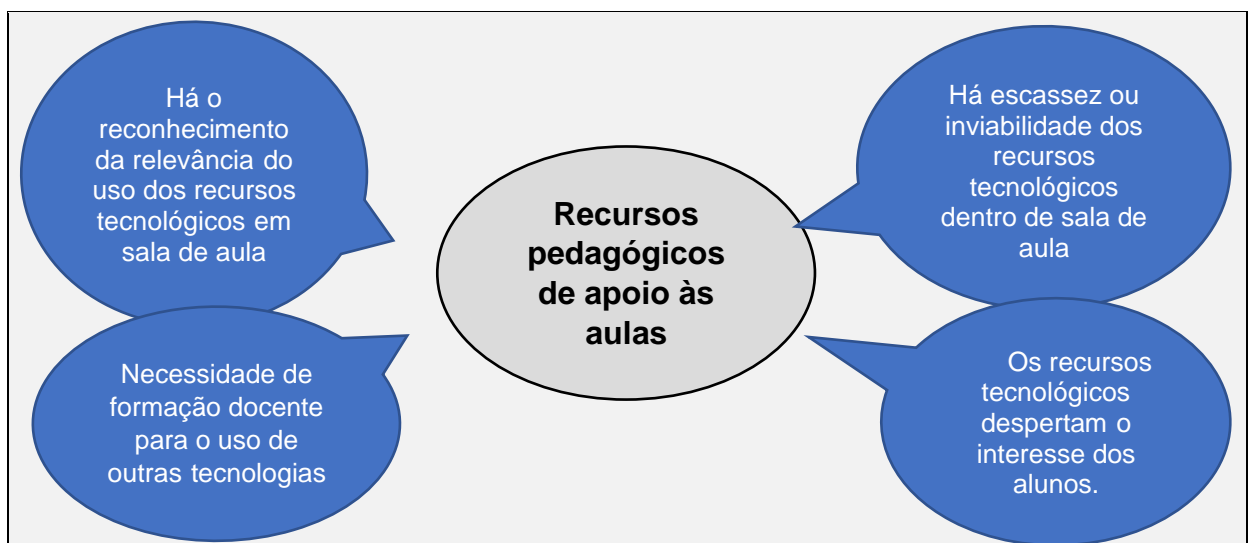 Há o
reconhecimento
da relevância do
uso dos recursos
tecnológicos em
sala de aula
Necessidade de
formação docente
para o uso de
outras tecnologias
Recursos
pedagógicos
de apoio às
aulas
Há escassez ou
inviabilidade dos
recursos
tecnológicos
dentro de sala de
aula
Os recursos
tecnológicos
despertam o
interesse dos
alunos.